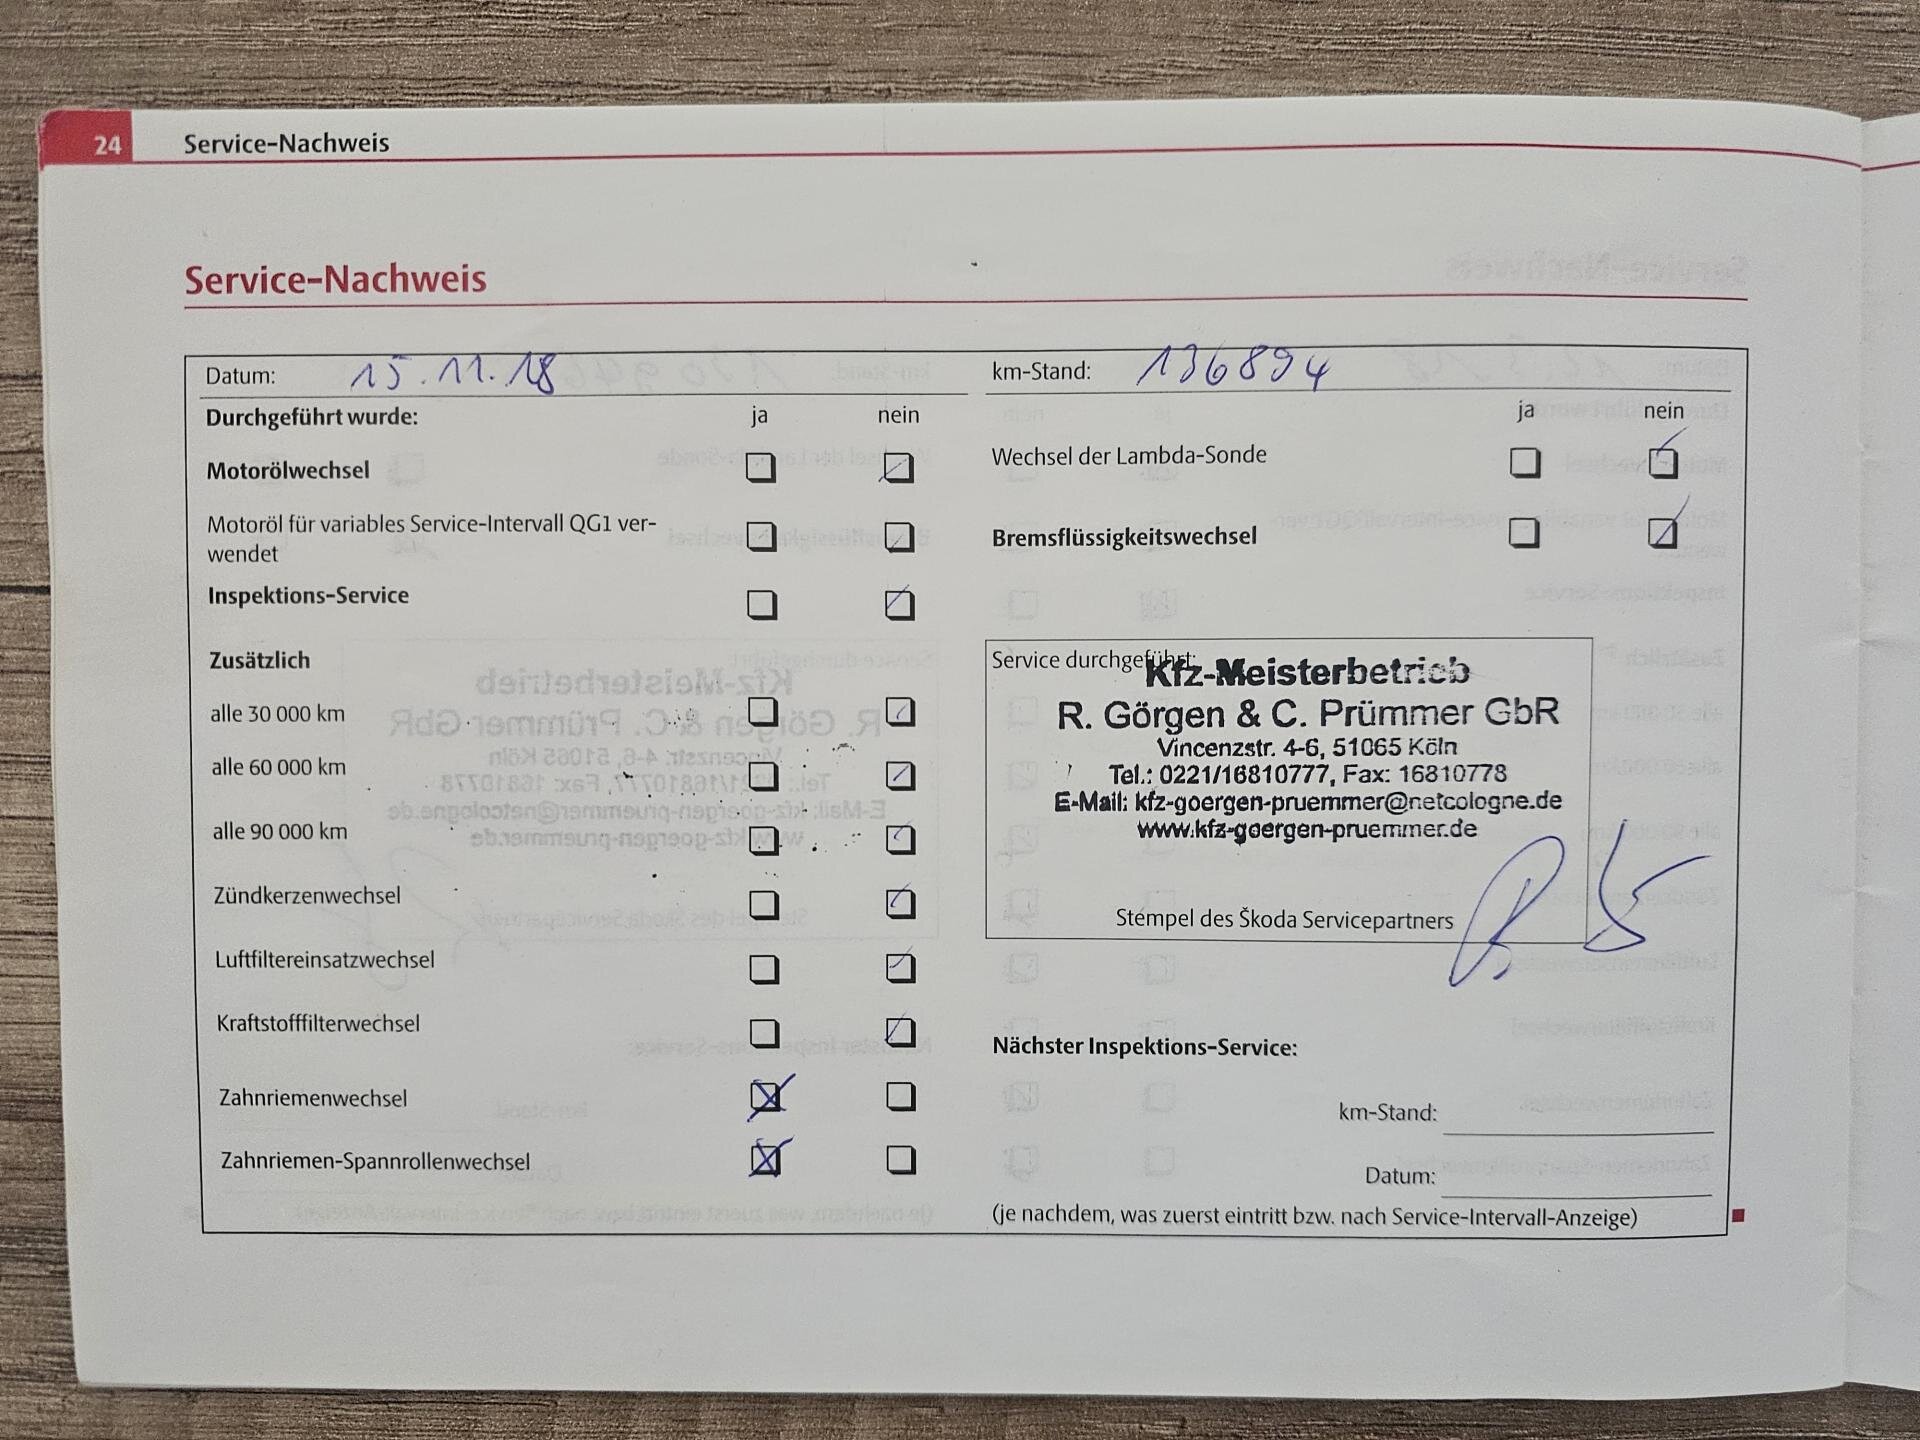 24 Service-Nachweis
Service-Nachweis
Datum: 15.11.18
Durchgeführt wurde: ja nein
Motorölwechsel
Motoröl für variables Service-Intervall QG1 ver-
wendet
Inspektions-Service
Zusätzlich
alle 30 000 km
alle 60 000 km
alle 90 000 km
Zündkerzenwechsel
Luftfiltereinsatzwechsel
Kraftstofffilterwechsel
Zahnriemenwechsel
Zahnriemen-Spannrollenwechsel
km-Stand: 136894
ja nein
Wechsel der Lambda-Sonde
Bremsflüssigkeitswechsel
Service durchgeführt:
Kfz-Meisterbetrieb
R. Görgen & C. Prümmer GbR
Vincenzstr. 4-6, 51065 Köln
Tel.: 0221/16810777, Fax: 16810778
E-Mail: kfz-goergen-pruemmer@netcologne.de
www.kfz-goergen-pruemmer.de
Stempel des Škoda Servicepartners
Nächster Inspektions-Service:
km-Stand:
Datum:
(je nachdem, was zuerst eintritt bzw. nach Service-Intervall-Anzeige)